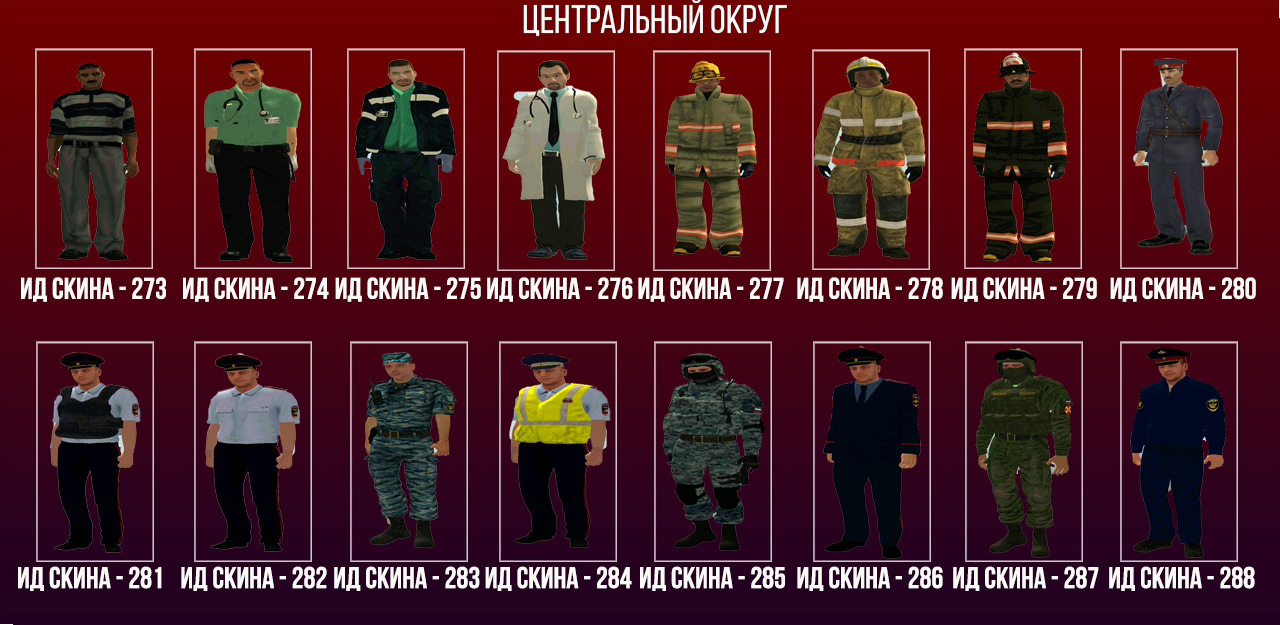 ЦЕНТРАЛЬНЫЙ ОКРУГ
ИД СКИНА - 273 ИД СКИНА - 274 ИД СКИНА - 275 ИД СКИНА - 276 ИД СКИНА - 277 ИД СКИНА - 278 ИД СКИНА - 279 ИД СКИНА - 280
ИД СКИНА - 281 ИД СКИНА - 282 ИД СКИНА - 283 ИД СКИНА - 284 ИД СКИНА - 285 ИД СКИНА - 286 ИД СКИНА - 287 ИД СКИНА - 288